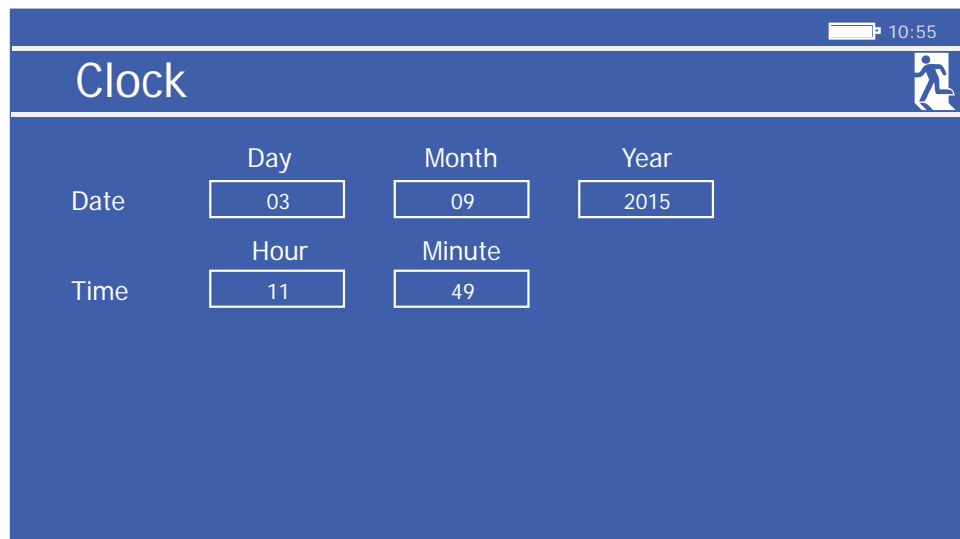 10:55
Clock
Day Month Year
Date 03 09 2015
Hour Minute
Time 11 49